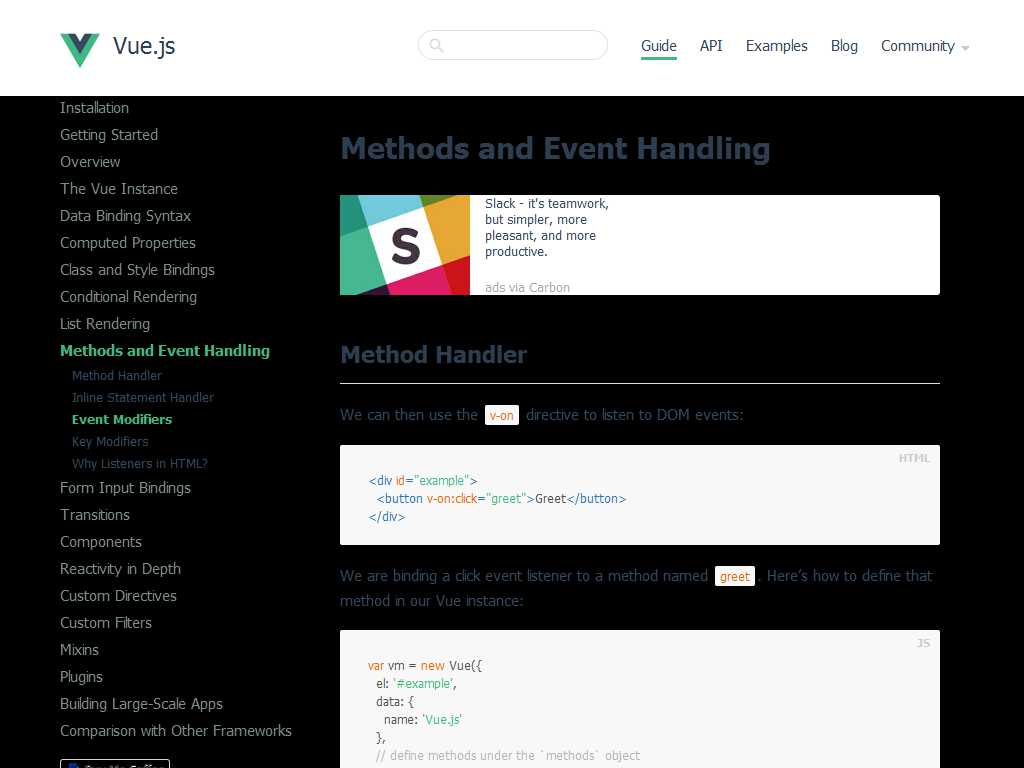 Vue.js
Guide
API
Examples
Blog
Community
Installation
Getting Started
Overview
The Vue Instance
Data Binding Syntax
Computed Properties
Class and Style Bindings
Conditional Rendering
List Rendering
Methods and Event Handling
Method Handler
Inline Statement Handler
Event Modifiers
Key Modifiers
Why Listeners in HTML?
Form Input Bindings
Transitions
Components
Reactivity in Depth
Custom Directives
Custom Filters
Mixins
Plugins
Building Large-Scale Apps
Comparison with Other Frameworks
Methods and Event Handling
S
Slack - it's teamwork,
but simpler, more
pleasant, and more
productive.
ads via Carbon
Method Handler
We can then use the v-on directive to listen to DOM events:
HTML
<div id="example">
  <button v-on:click="greet">Greet</button>
</div>
We are binding a click event listener to a method named greet . Here’s how to define that
method in our Vue instance:
JS
var vm = new Vue({
  el: '#example',
  data: {
    name: 'Vue.js'
  },
  // define methods under the `methods` object